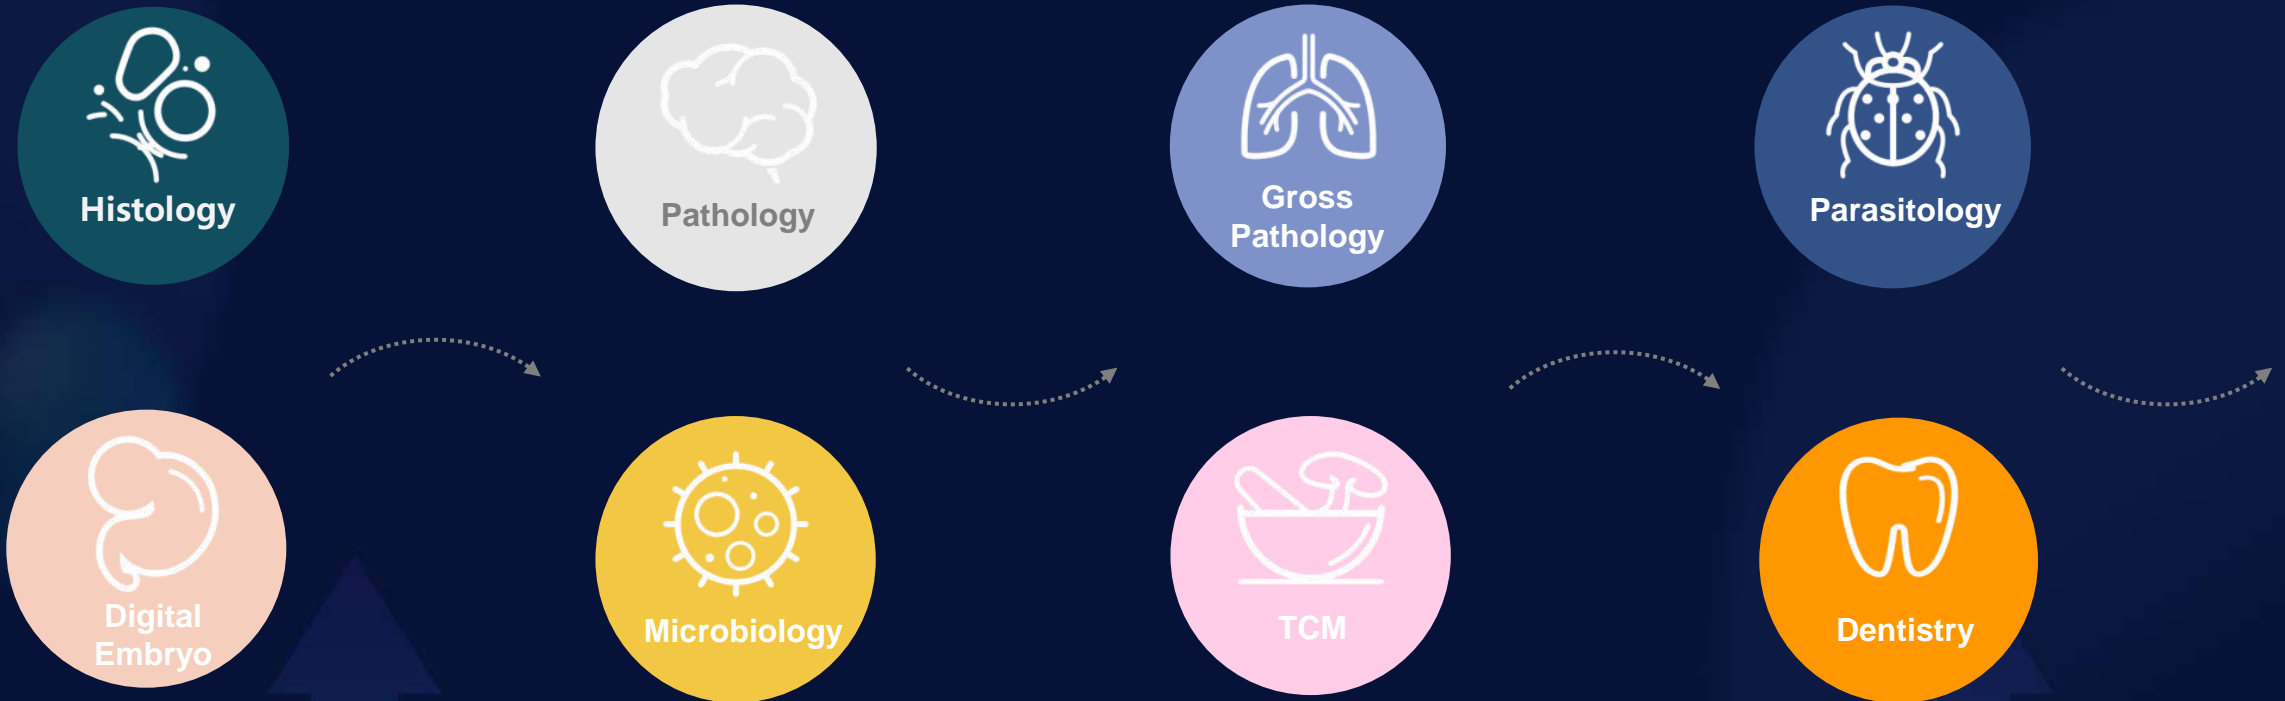 Histology
Pathology
Gross
Pathology
Parasitology
Digital
Embryo
Microbiology
TCM
Dentistry